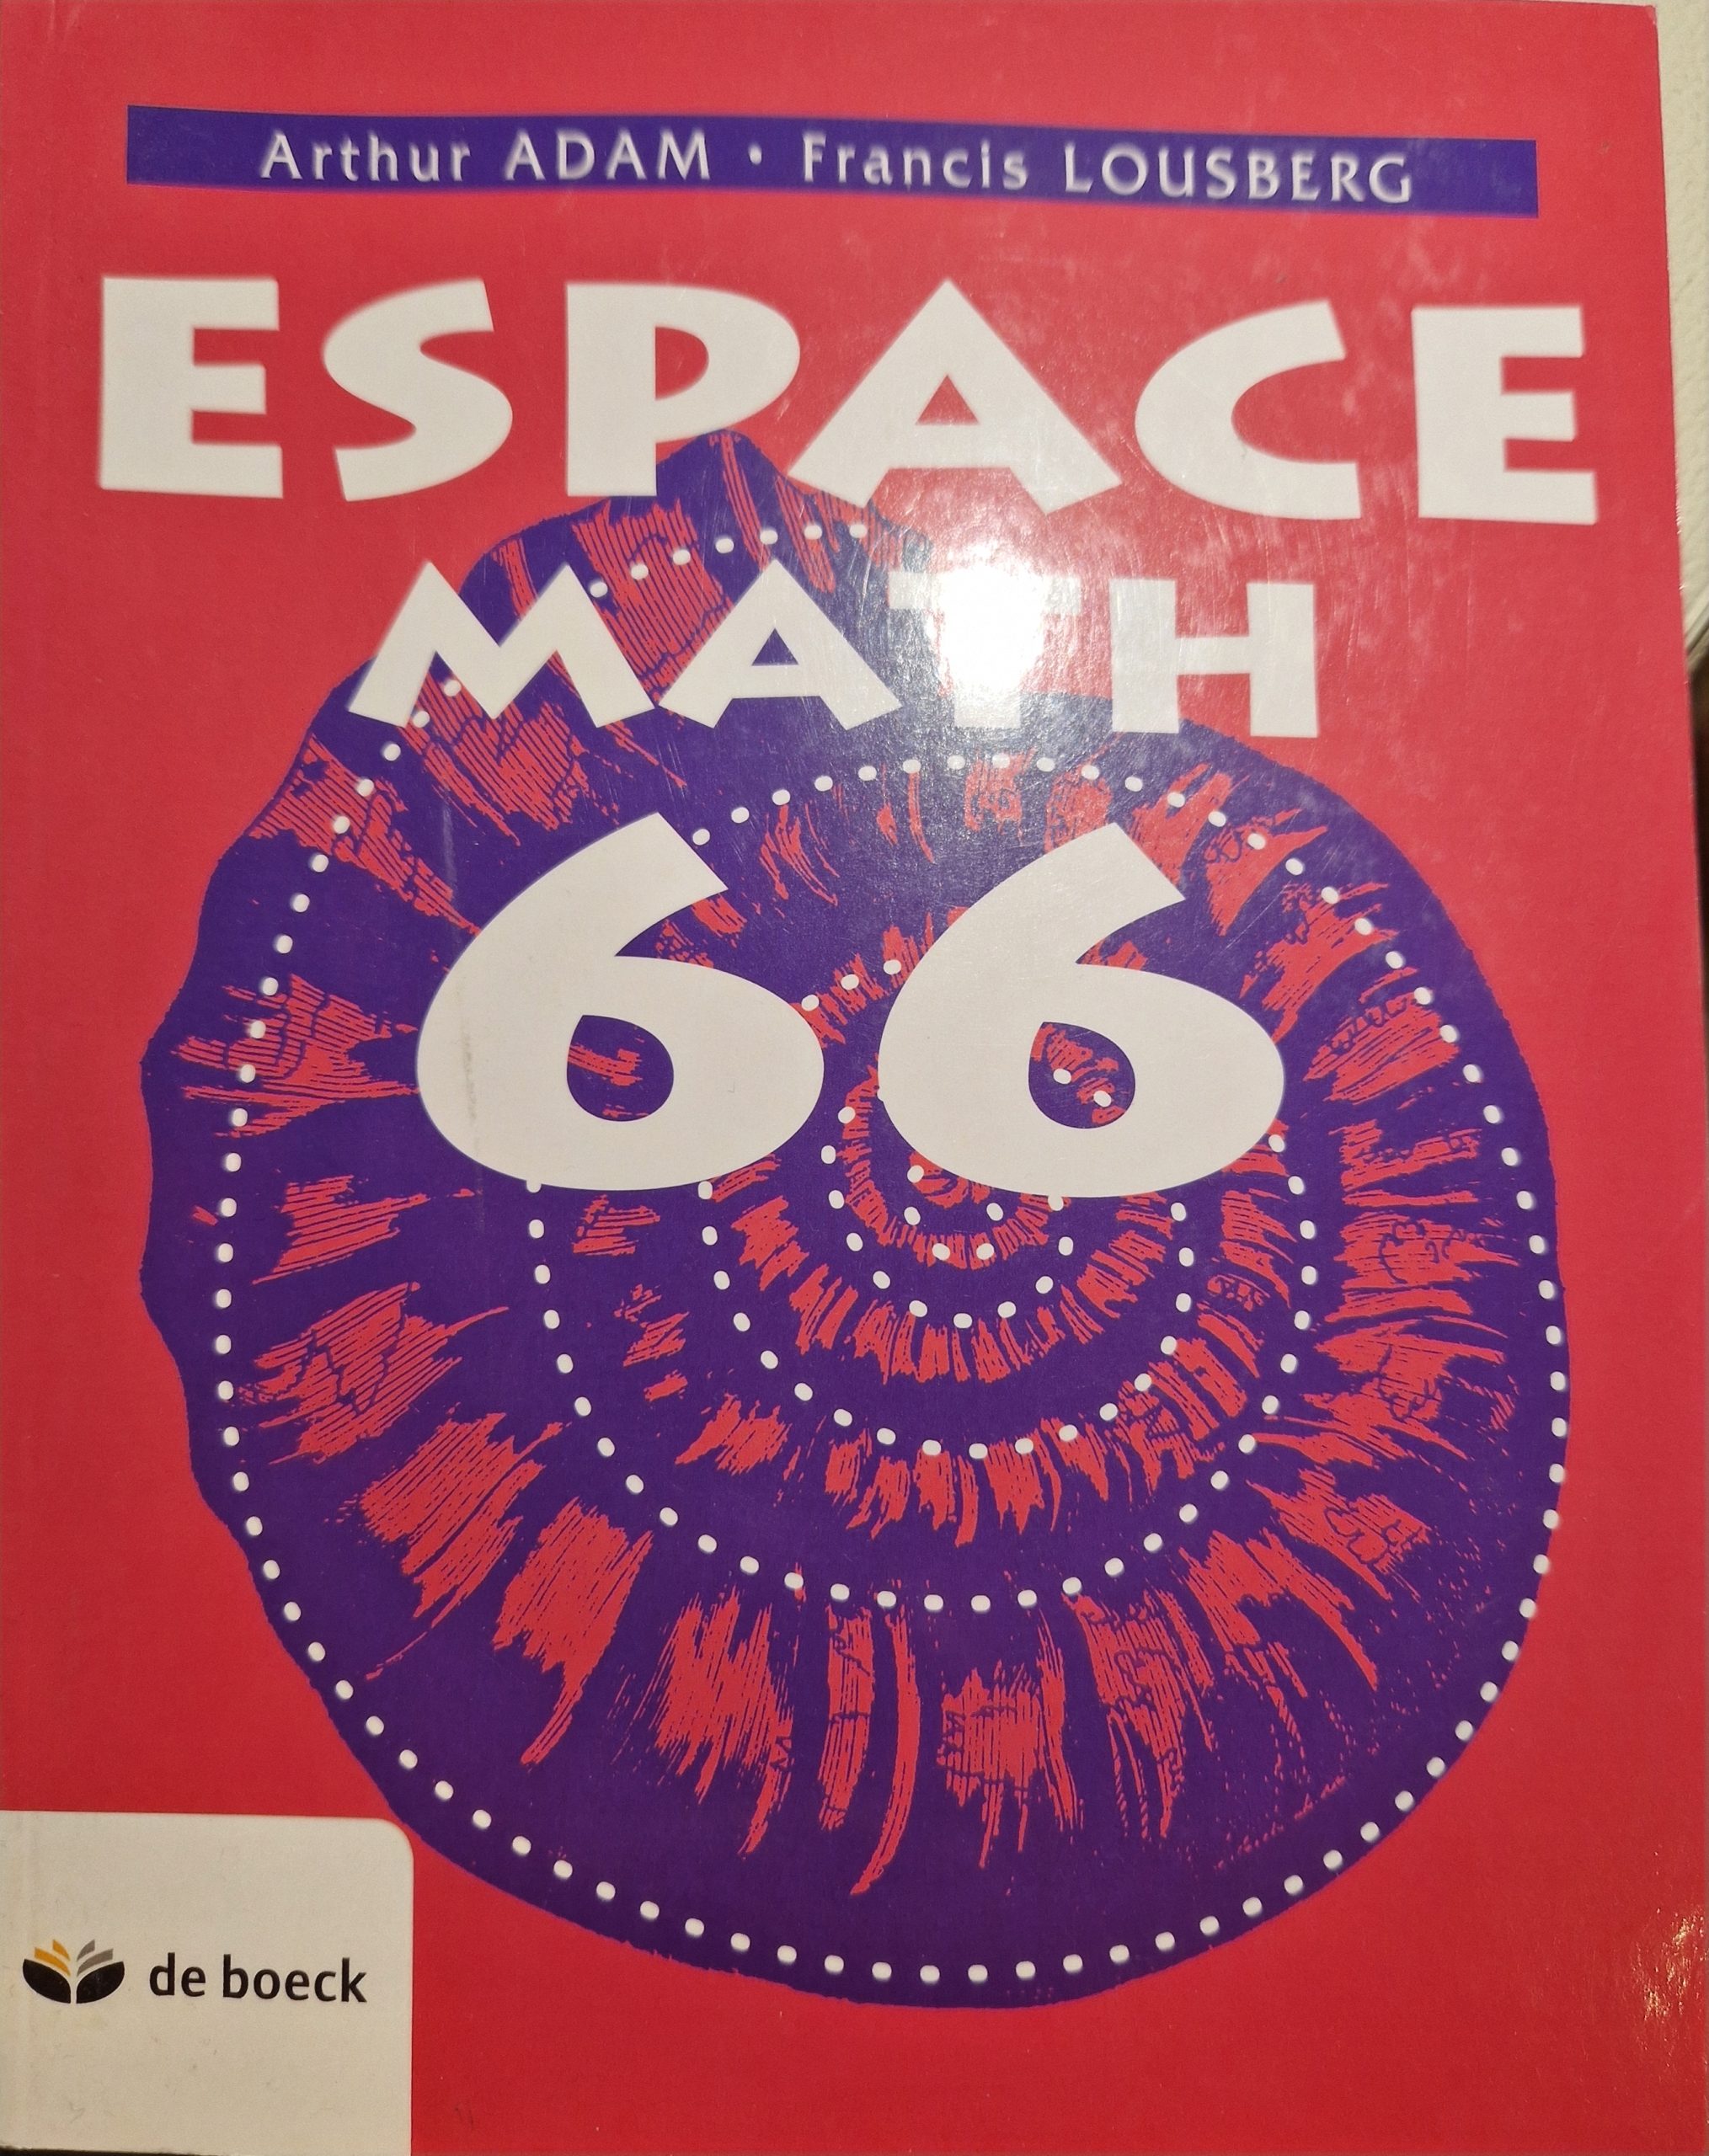 Arthur ADAM • Francis LOUSBERG
ESPACE
MATH
66
de boeck